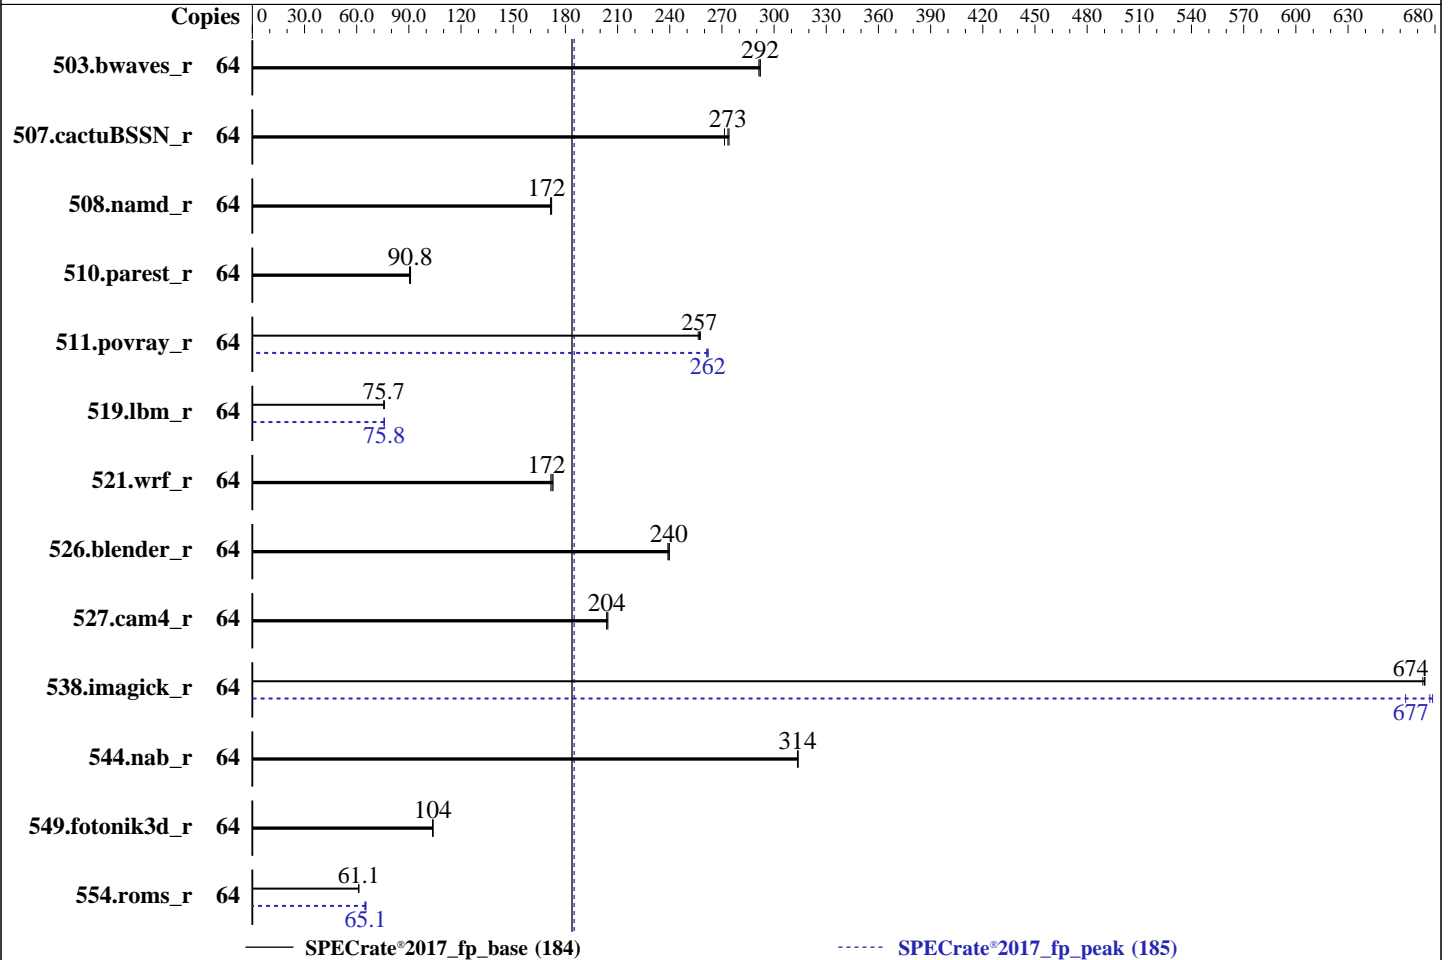 Copies 0 30.0 60.0 90.0 120 150 180 210 240 270 300 330 360 390 420 450 480 510 540 570 600 630 680
503.bwaves_r 64 292
507.cactuBSSN_r 64 273
508.namd_r 64 172
510.parest_r 64 90.8
511.povray_r 64 257
262
519.lbm_r 64 75.7
75.8
521.wrf_r 64 172
526.blender_r 64 240
527.cam4_r 64 204
538.imagick_r 64 674
677
544.nab_r 64 314
549.fotonik3d_r 64 104
554.roms_r 64 61.1
65.1
SPECrate®2017_fp_base (184) SPECrate®2017_fp_peak (185)